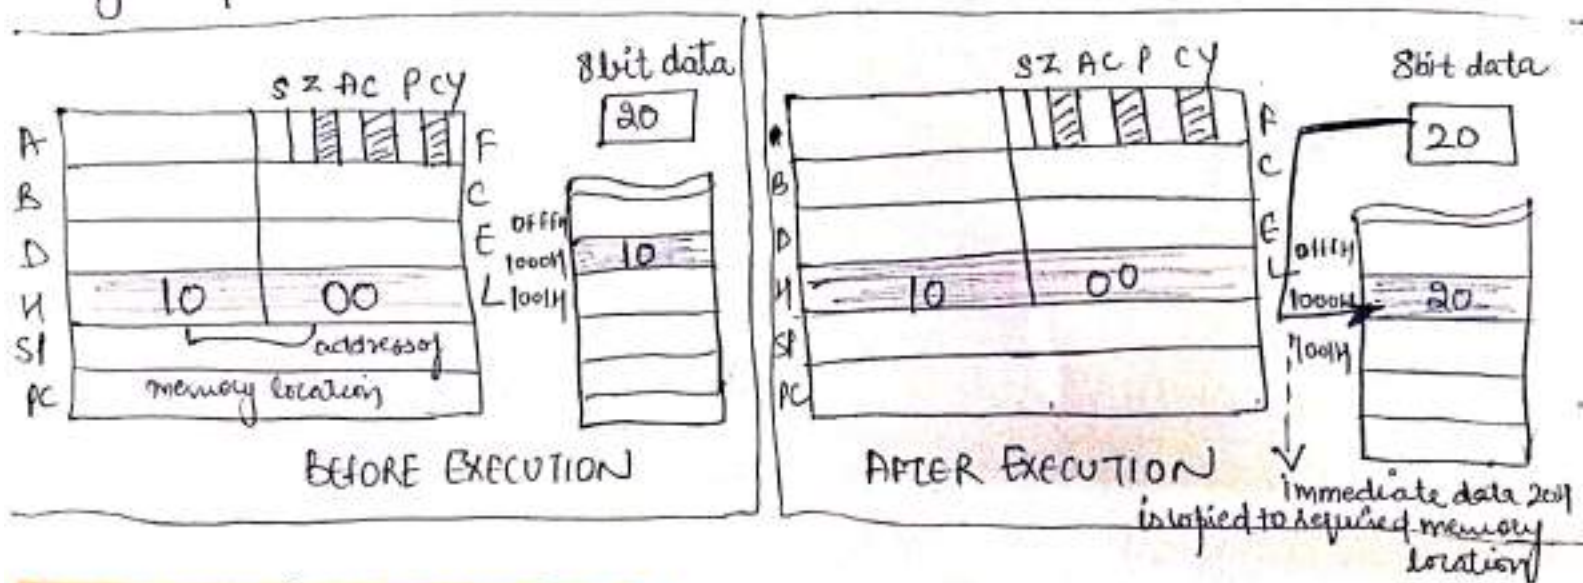 8bit data
S Z AC P CY
20
A F
B C
D E
H 10 00 L
SP addressof
PC memory location
0FFFH
1000H 10
1001H
BEFORE EXECUTION
8bit data
S Z AC P CY
20
F
B C
D E
H 10 00 L
SP
PC
0FFFH
1000H 20
1001H
AFTER EXECUTION
immediate data 20H
is copied to required memory
location